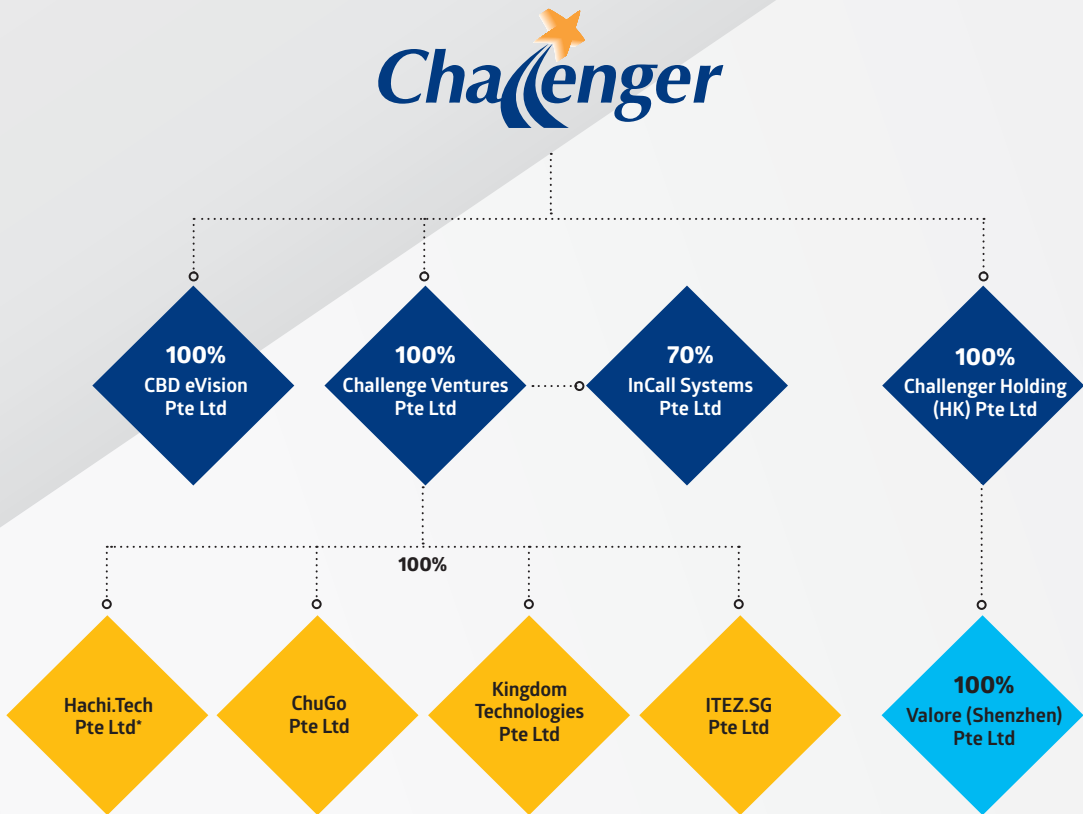 Challenger
100%
CBD eVision
Pte Ltd
100%
Challenge Ventures
Pte Ltd
70%
InCall Systems
Pte Ltd
100%
Challenger Holding
(HK) Pte Ltd
100%
Hachi.Tech
Pte Ltd*
ChuGo
Pte Ltd
Kingdom
Technologies
Pte Ltd
ITEZ.SG
Pte Ltd
100%
Valore (Shenzhen)
Pte Ltd